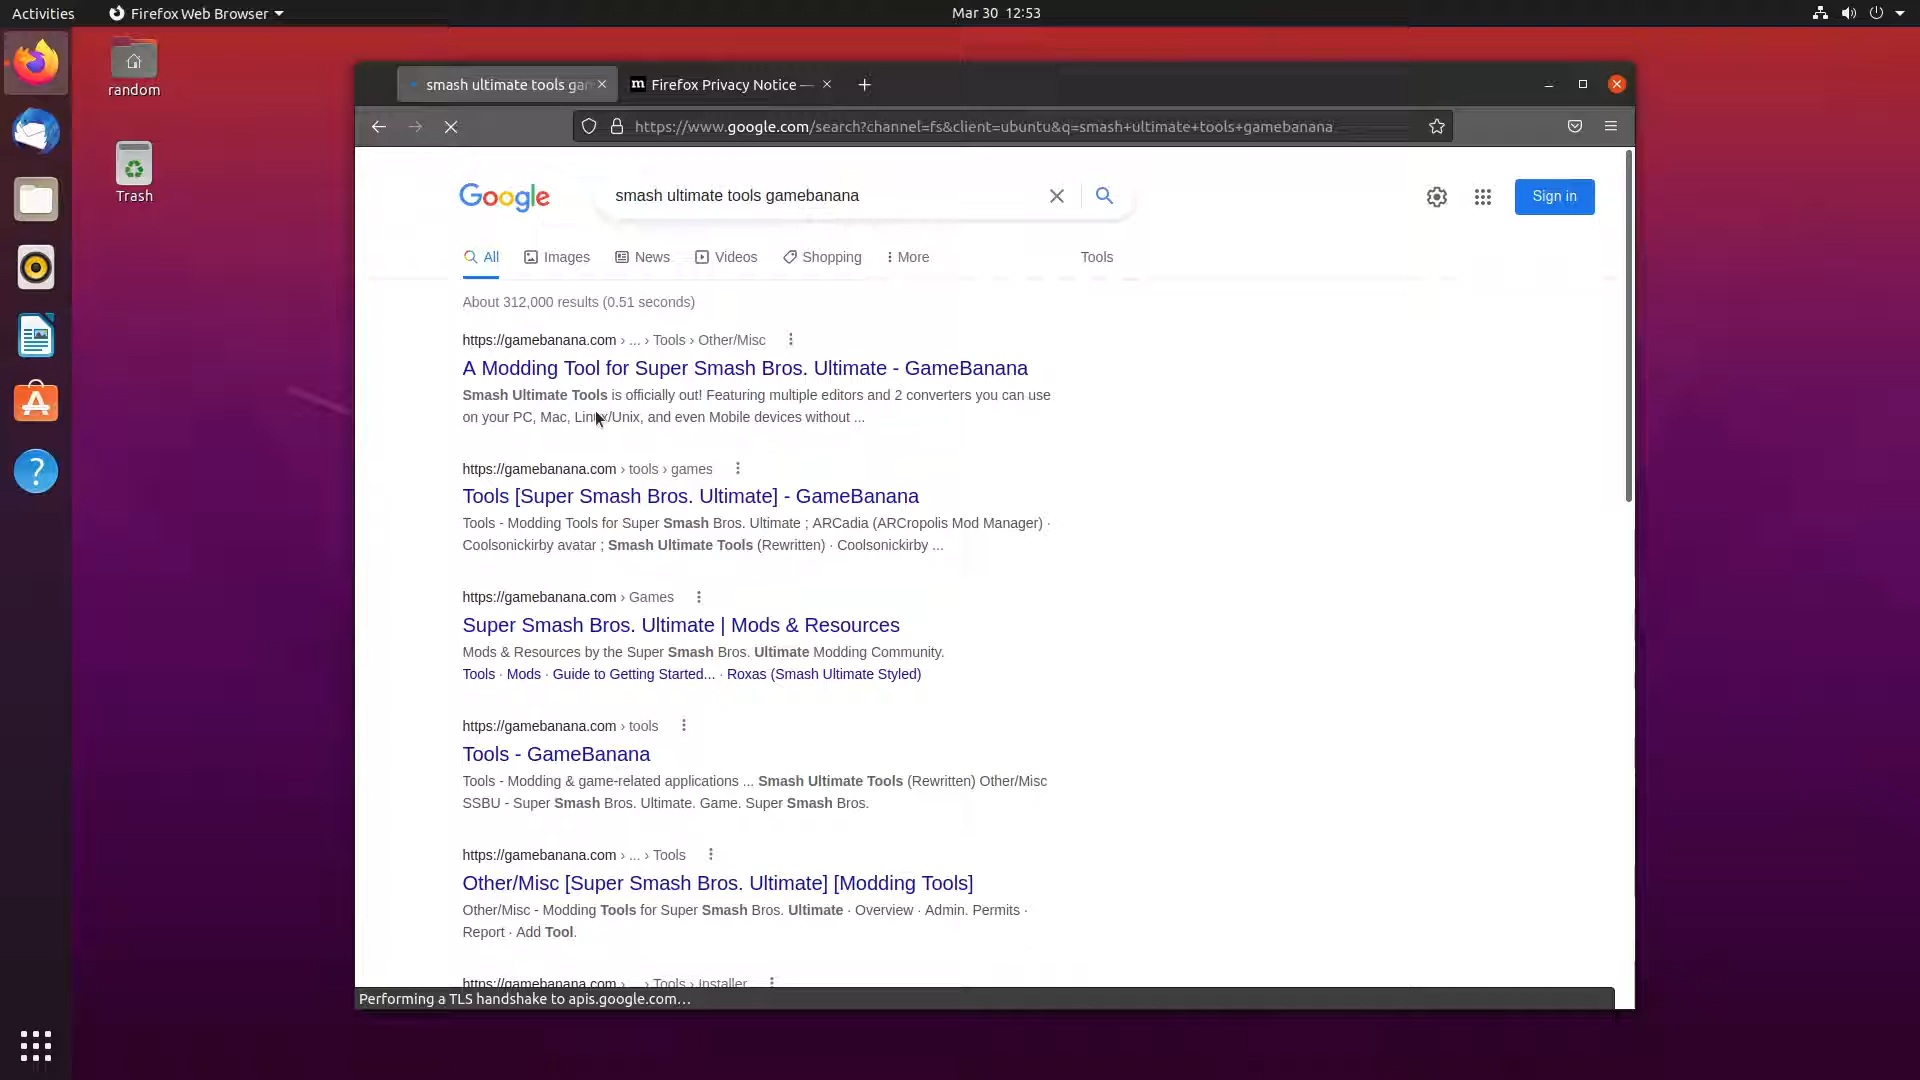 Activities
Firefox Web Browser
Mar 30 12:53
random
Trash
smash ultimate tools gar
m Firefox Privacy Notice —
https://www.google.com/search?channel=fs&client=ubuntu&q=smash+ultimate+tools+gamebanana
Google
smash ultimate tools gamebanana
Sign in
All
Images
News
Videos
Shopping
More
Tools
About 312,000 results (0.51 seconds)
https://gamebanana.com › ... › Tools › Other/Misc
A Modding Tool for Super Smash Bros. Ultimate - GameBanana
Smash Ultimate Tools is officially out! Featuring multiple editors and 2 converters you can use
on your PC, Mac, Linux/Unix, and even Mobile devices without ...
https://gamebanana.com › tools › games
Tools [Super Smash Bros. Ultimate] - GameBanana
Tools - Modding Tools for Super Smash Bros. Ultimate ; ARCadia (ARCropolis Mod Manager) ·
Coolsonickirby avatar ; Smash Ultimate Tools (Rewritten) · Coolsonickirby ...
https://gamebanana.com › Games
Super Smash Bros. Ultimate | Mods & Resources
Mods & Resources by the Super Smash Bros. Ultimate Modding Community.
Tools · Mods · Guide to Getting Started... · Roxas (Smash Ultimate Styled)
https://gamebanana.com › tools
Tools - GameBanana
Tools - Modding & game-related applications ... Smash Ultimate Tools (Rewritten) Other/Misc
SSBU - Super Smash Bros. Ultimate. Game. Super Smash Bros.
https://gamebanana.com › ... › Tools
Other/Misc [Super Smash Bros. Ultimate] [Modding Tools]
Other/Misc - Modding Tools for Super Smash Bros. Ultimate · Overview · Admin. Permits ·
Report · Add Tool.
https://gamebanana.com › ... › Tools › Installer
Performing a TLS handshake to apis.google.com…